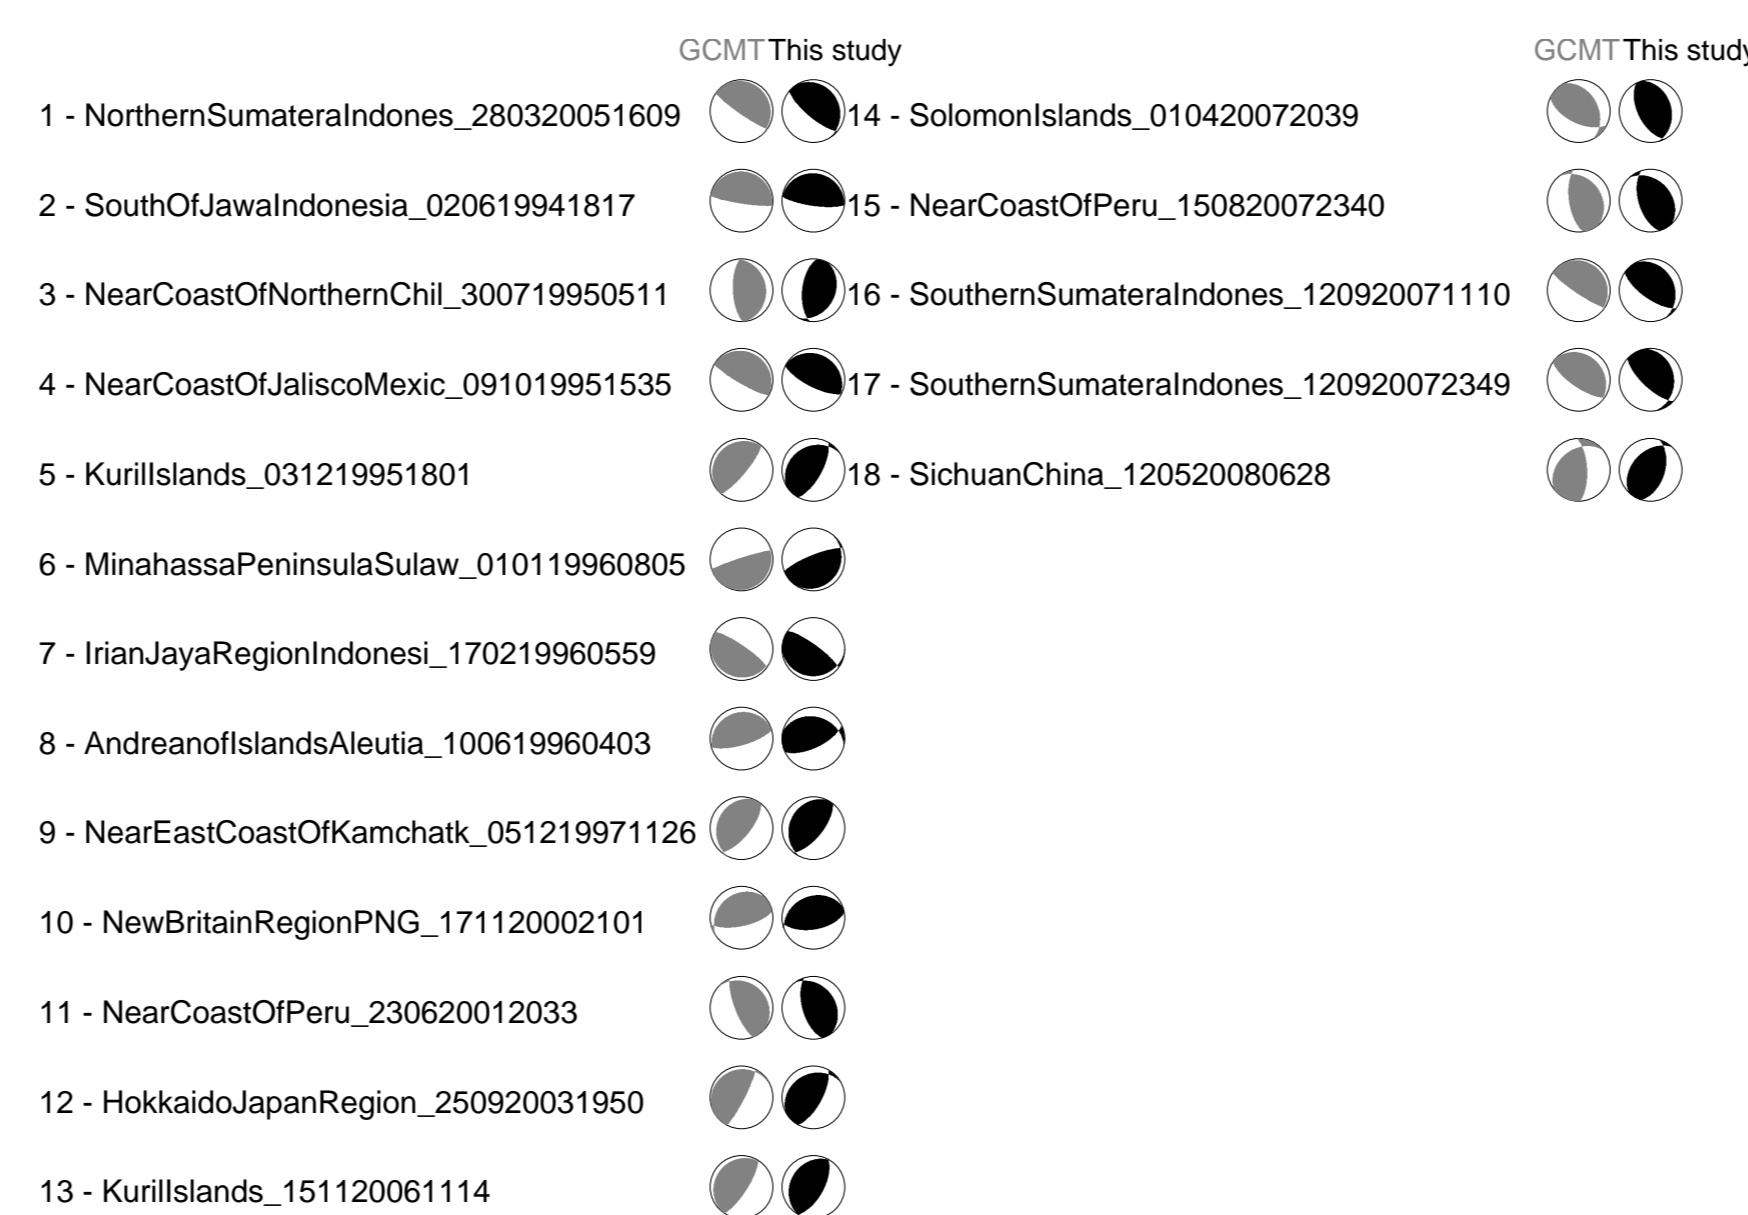 GCMT This study
1 - NorthernSumateraIndones_280320051609
2 - SouthOfJawaIndonesia_020619941817
3 - NearCoastOfNorthernChil_300719950511
4 - NearCoastOfJaliscoMexic_091019951535
5 - KurilIslands_031219951801
6 - MinahassaPeninsulaSulaw_010119960805
7 - IrianJayaRegionIndonesi_170219960559
8 - AndreanofIslandsAleutia_100619960403
9 - NearEastCoastOfKamchatk_051219971126
10 - NewBritainRegionPNG_171120002101
11 - NearCoastOfPeru_230620012033
12 - HokkaidoJapanRegion_250920031950
13 - KurilIslands_151120061114
GCMT This study
14 - SolomonIslands_010420072039
15 - NearCoastOfPeru_150820072340
16 - SouthernSumateraIndones_120920071110
17 - SouthernSumateraIndones_120920072349
18 - SichuanChina_120520080628